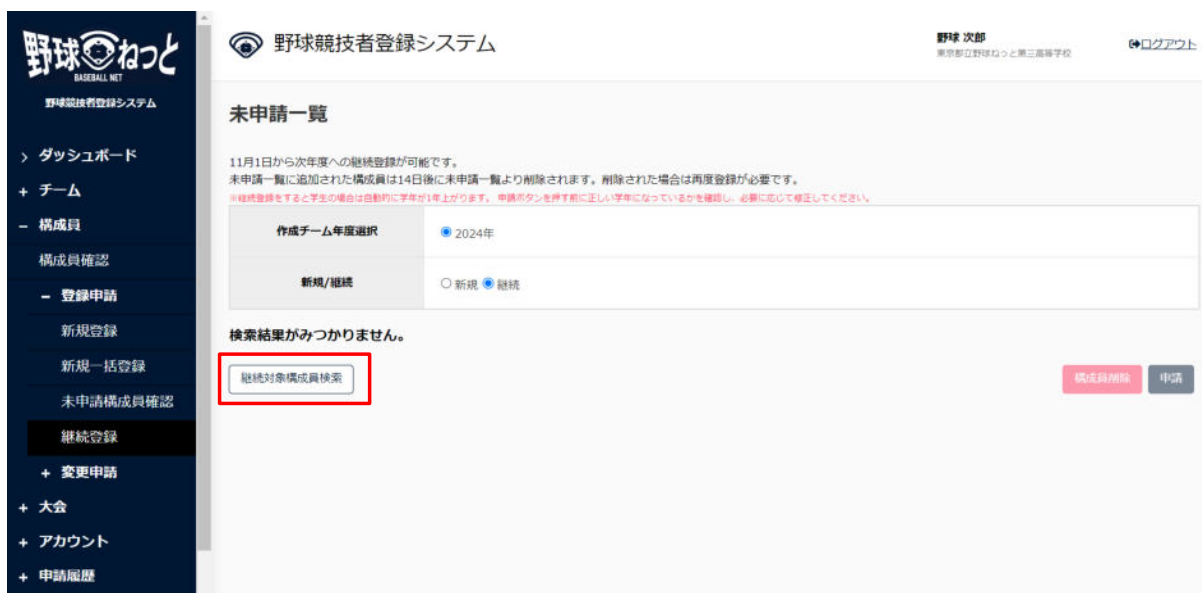 野球ねっと
BASEBALL NET
野球競技者登録システム
> ダッシュボード
+ チーム
− 構成員
構成員確認
− 登録申請
新規登録
新規一括登録
未申請構成員確認
継続登録
+ 変更申請
+ 大会
+ アカウント
+ 申請履歴
野球競技者登録システム
野球 次郎
東京都立野球ねっと第三高等学校
ログアウト
未申請一覧
11月1日から次年度への継続登録が可能です。
未申請一覧に追加された構成員は14日後に未申請一覧より削除されます。削除された場合は再度登録が必要です。
※継続登録をすると学生の場合は自動的に学年が1年上がります。 申請ボタンを押す前に正しい学年になっているかを確認し、必要に応じて修正してください。
作成チーム年度選択
2024年
新規/継続
新規 継続
検索結果がみつかりません。
継続対象構成員検索
構成員削除
申請